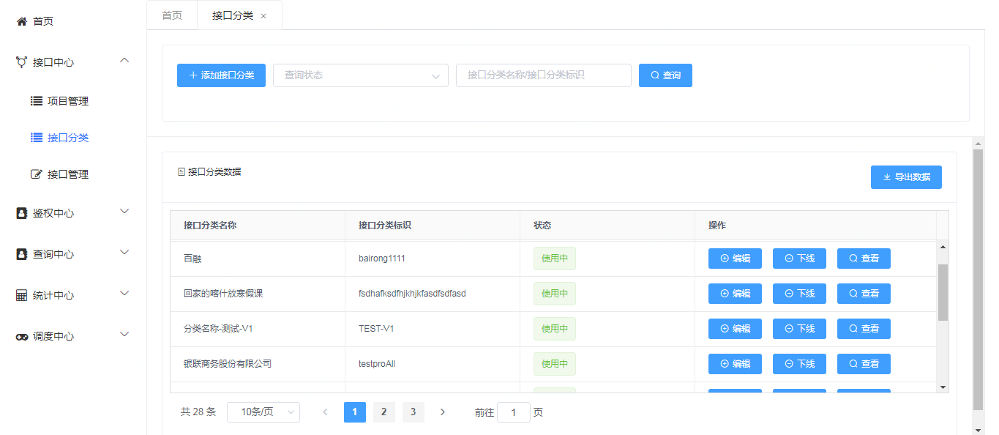 首页
接口中心
项目管理
接口分类
接口管理
鉴权中心
查询中心
统计中心
调度中心
首页 接口分类 ×
添加接口分类 查询状态 接口分类名称/接口分类标识 查询
接口分类数据 导出数据
接口分类名称 接口分类标识 状态 操作
百融 bairong1111 使用中 编辑 下线 查看
回家的喀什放寒假课 fsdhafksdfhjkhjkfasdfsdfasd 使用中 编辑 下线 查看
分类名称-测试-V1 TEST-V1 使用中 编辑 下线 查看
银联商务股份有限公司 testproAll 使用中 编辑 下线 查看
共 28 条 10条/页 1 2 3 前往 1 页